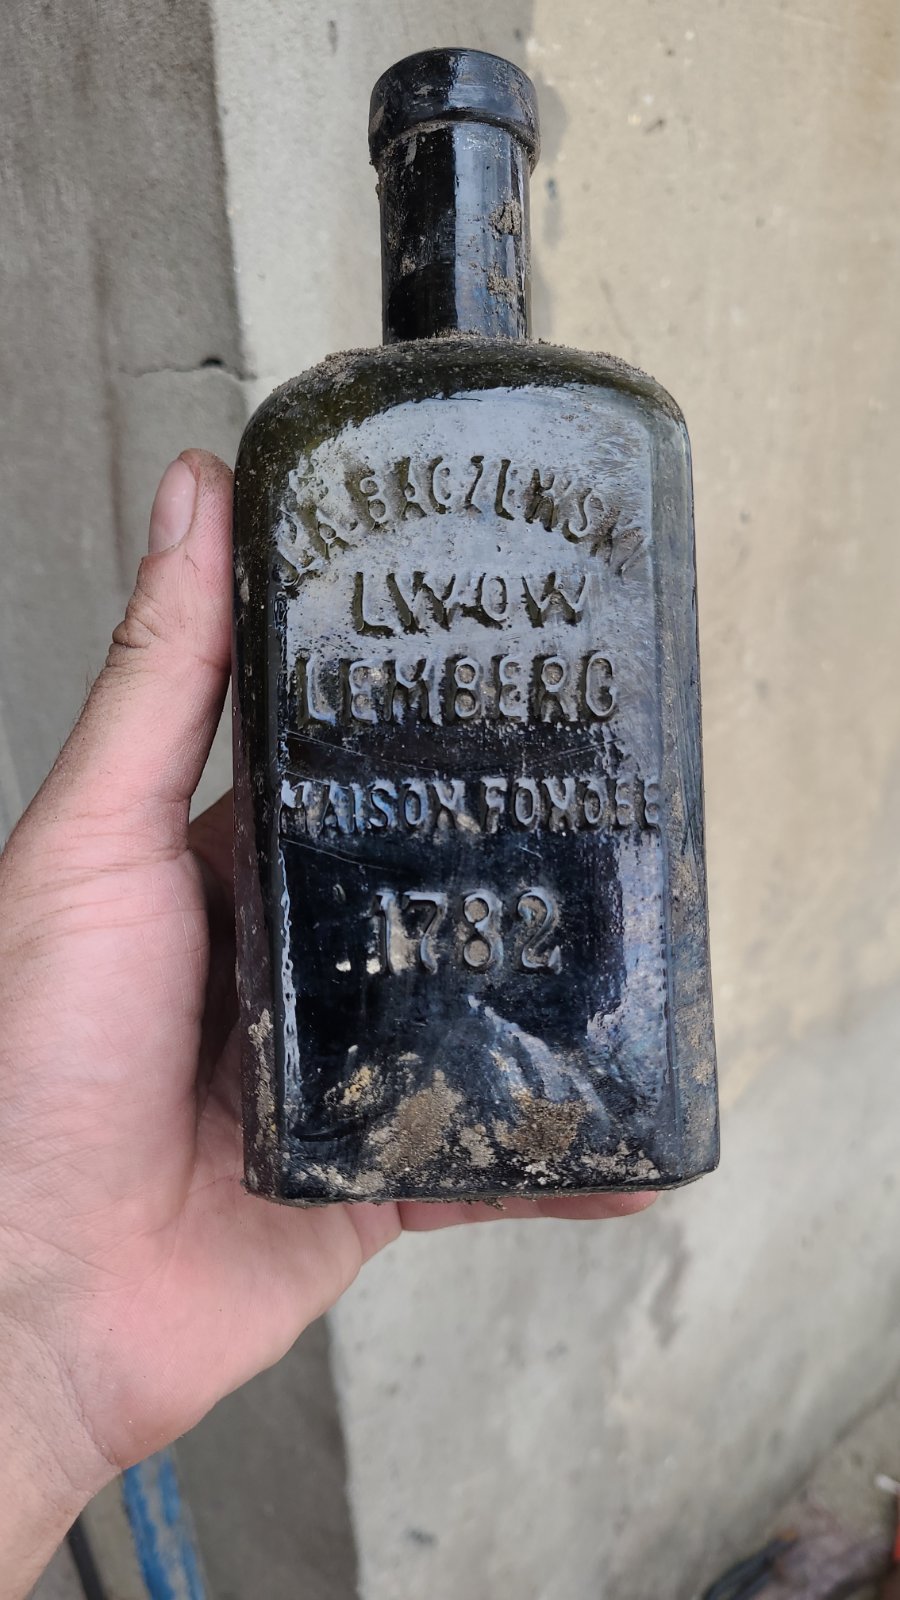 J.A.BACZEWSKI
LWOW
LEMBERG
MAISON FONDEE
1782